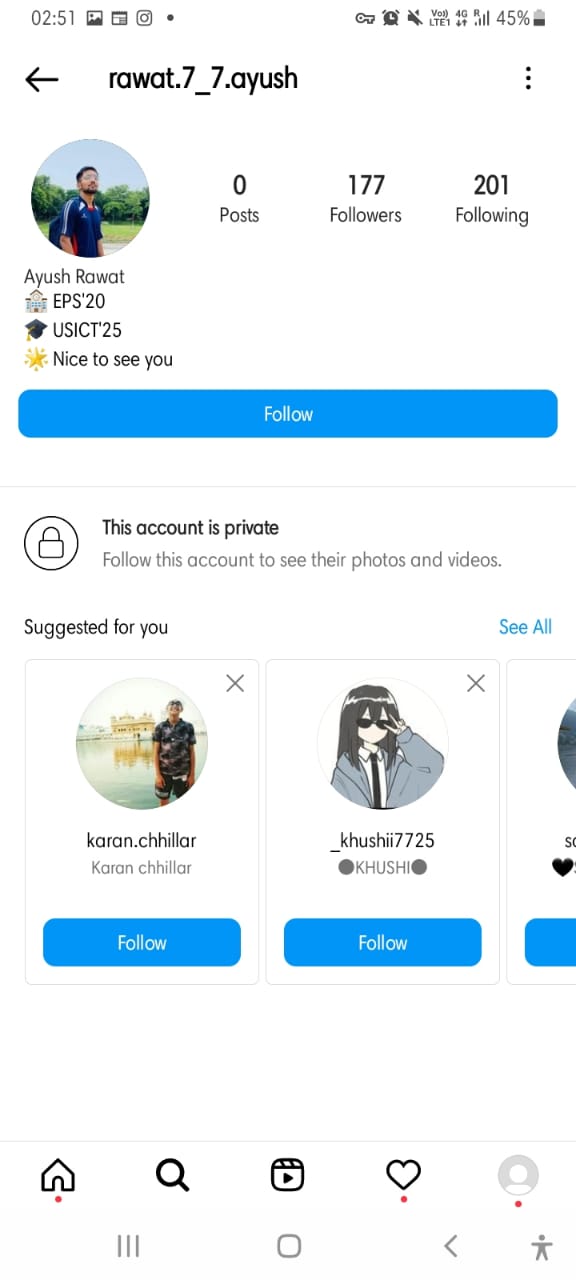 02:51 Vo)) LTE1 4G R 45%
rawat.7_7.ayush
0 177 201
Posts Followers Following
Ayush Rawat
EPS'20
USICT'25
Nice to see you
Follow
This account is private
Follow this account to see their photos and videos.
Suggested for you See All
karan.chhillar _khushii7725
Karan chhillar KHUSHI
Follow Follow